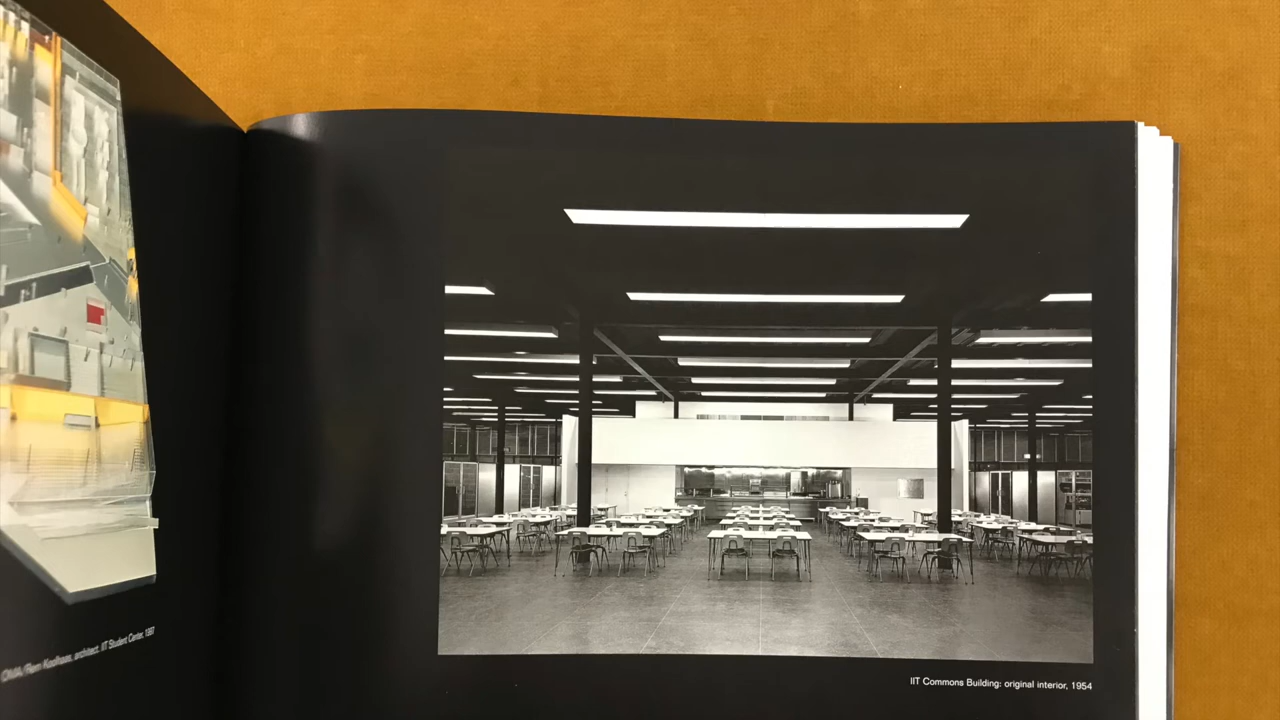 OMA/Rem Koolhaas, architect. IIT Student Center, 1997
IIT Commons Building: original interior, 1954